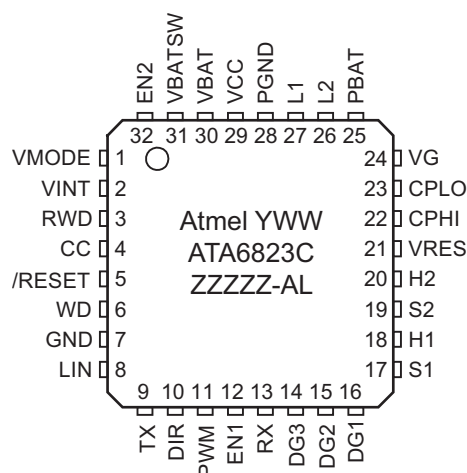 EN2
VBATSW
VBAT
VCC
PGND
L1
L2
PBAT
32 31 30 29 28 27 26 25
VMODE 1
VINT 2
RWD 3
CC 4
/RESET 5
WD 6
GND 7
LIN 8
Atmel YWW
ATA6823C
ZZZZZ-AL
24 VG
23 CPLO
22 CPHI
21 VRES
20 H2
19 S2
18 H1
17 S1
9 10 11 12 13 14 15 16
TX
DIR
PWM
EN1
RX
DG3
DG2
DG1